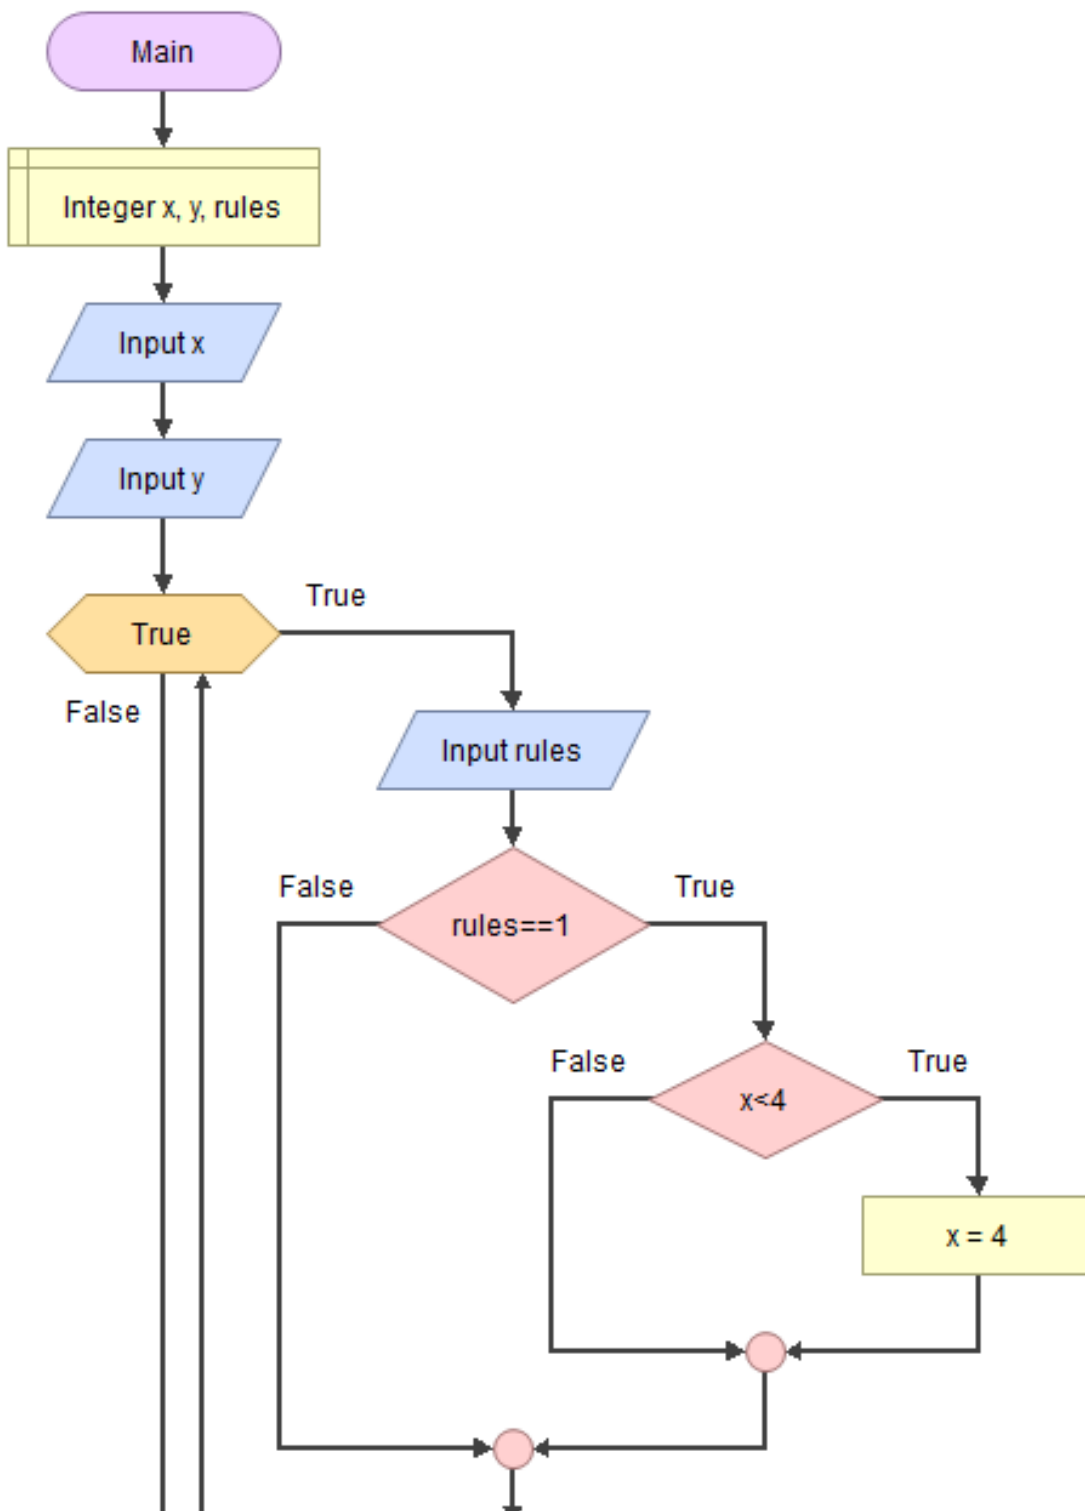 Main
Integer x, y, rules
Input x
Input y
True
True
False
Input rules
False
True
rules==1
False
True
x<4
x = 4